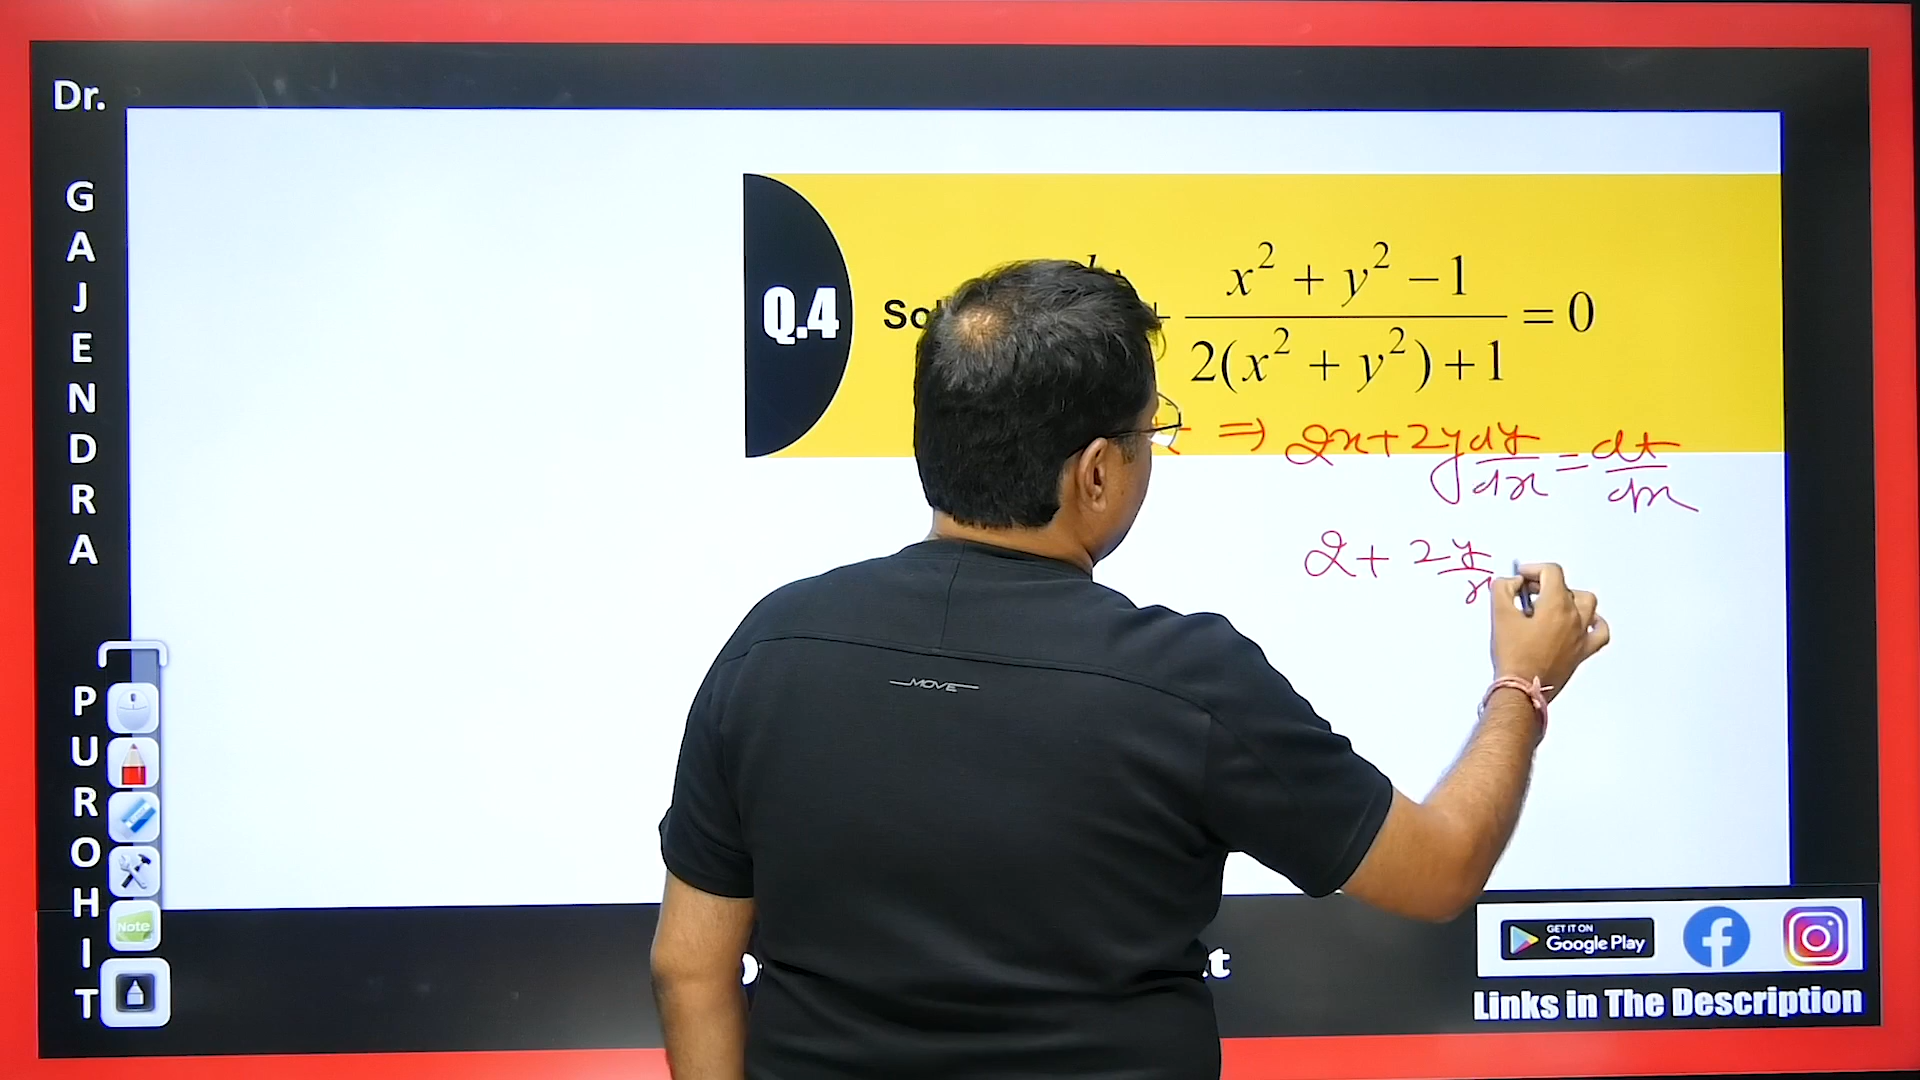 Dr.
GAJENDRA
PUROHIT
Q.4
x² + y² − 1
2(x² + y²) + 1
= 0
⇒ 2x + 2y dy/dx = dt/dx
2 + 2y/x
MOVE
Note
GET IT ON
Google Play
Links in The Description